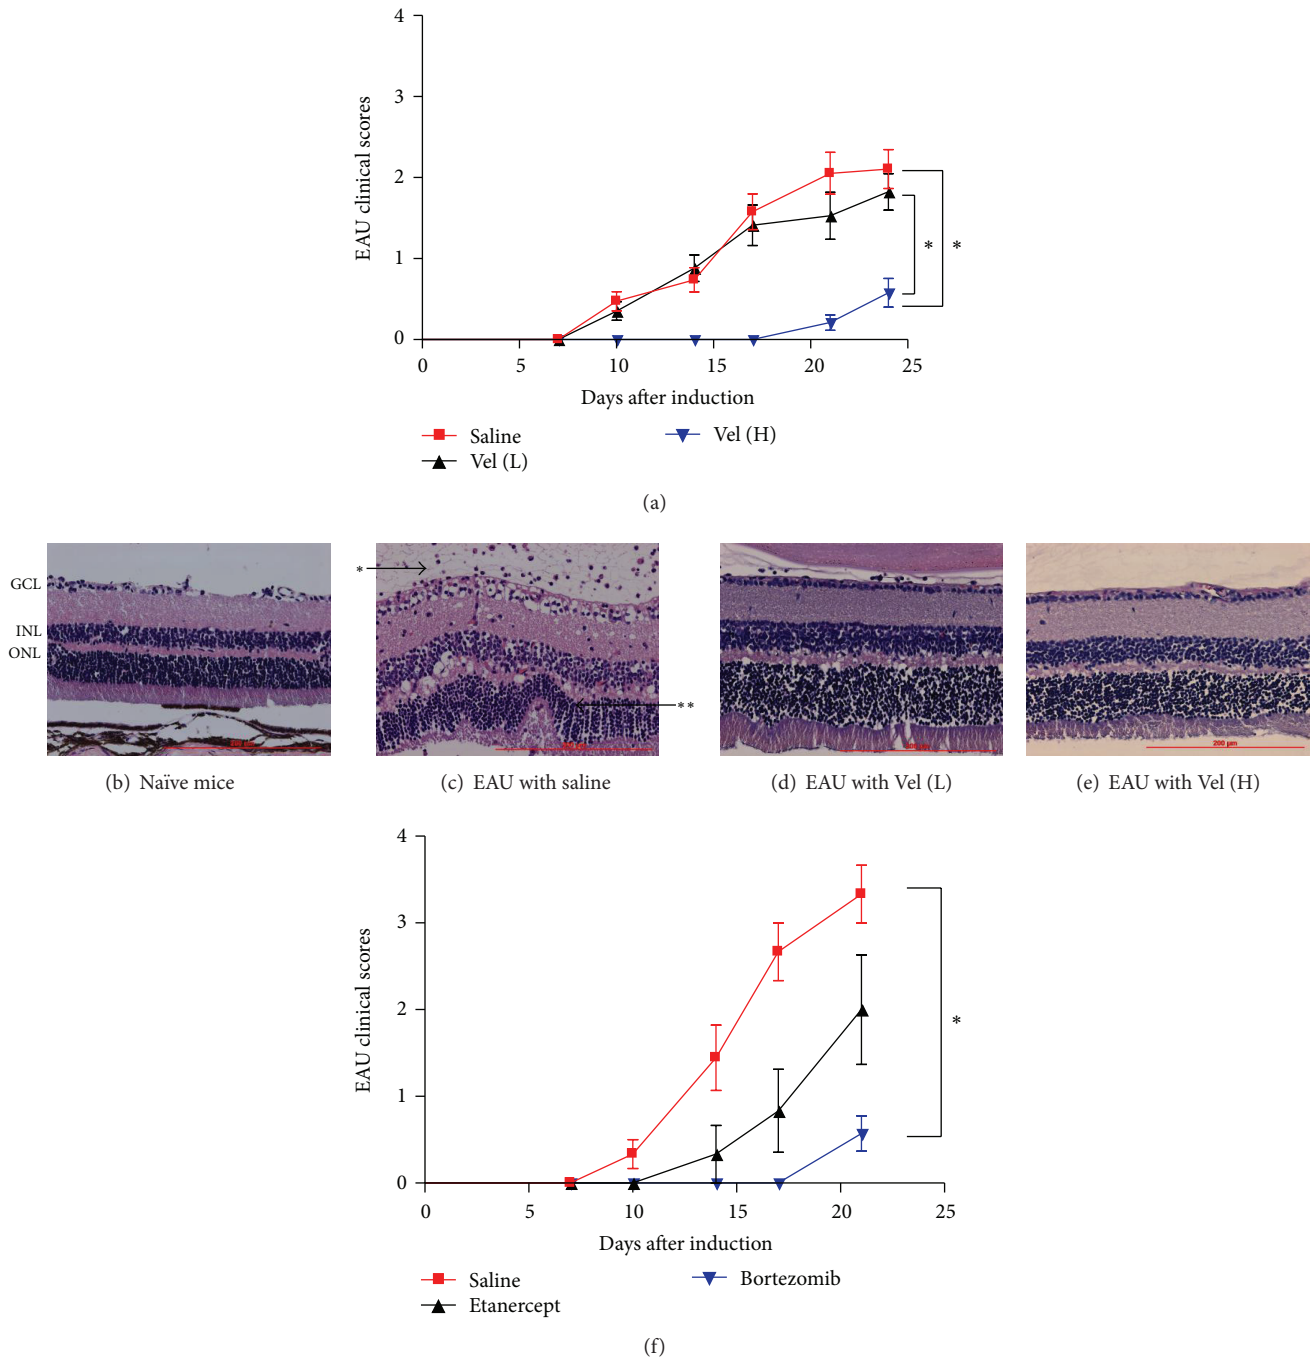 4
3
2
1
0
EAU clinical scores
* *
0 5 10 15 20 25
Days after induction
Saline Vel (H)
Vel (L)
(a)
GCL
INL
ONL
*
**
200 µm
(b) Naïve mice (c) EAU with saline (d) EAU with Vel (L) (e) EAU with Vel (H)
4
3
2
1
0
EAU clinical scores
*
0 5 10 15 20 25
Days after induction
Saline Bortezomib
Etanercept
(f)